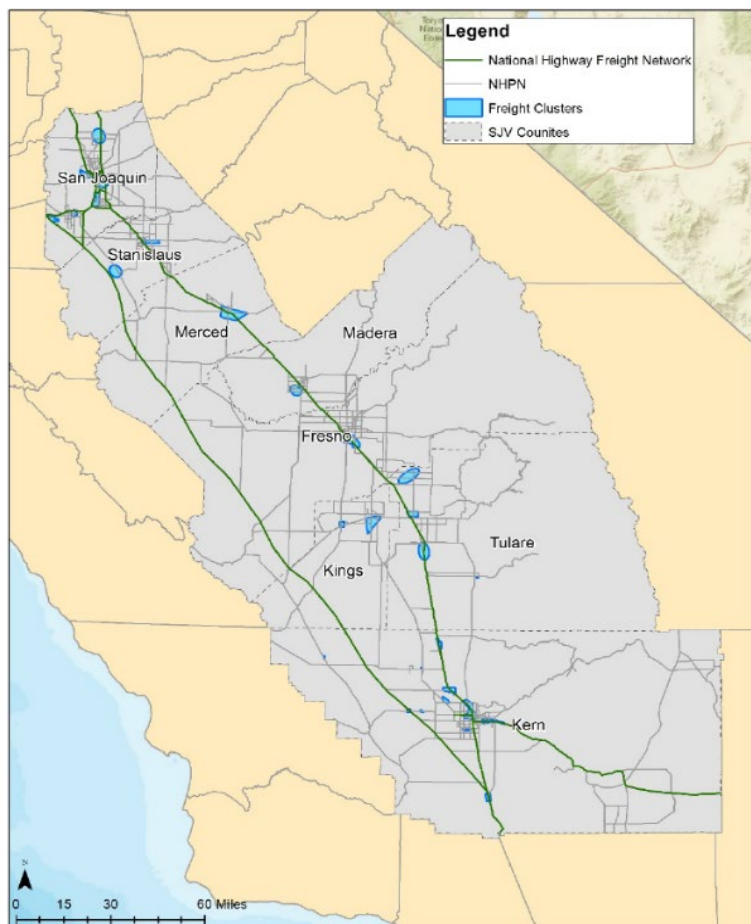 Legend
National Highway Freight Network
NHPN
Freight Clusters
SJV Counites
San Joaquin
Stanislaus
Merced
Madera
Fresno
Tulare
Kings
Kern
N
0 15 30 60 Miles